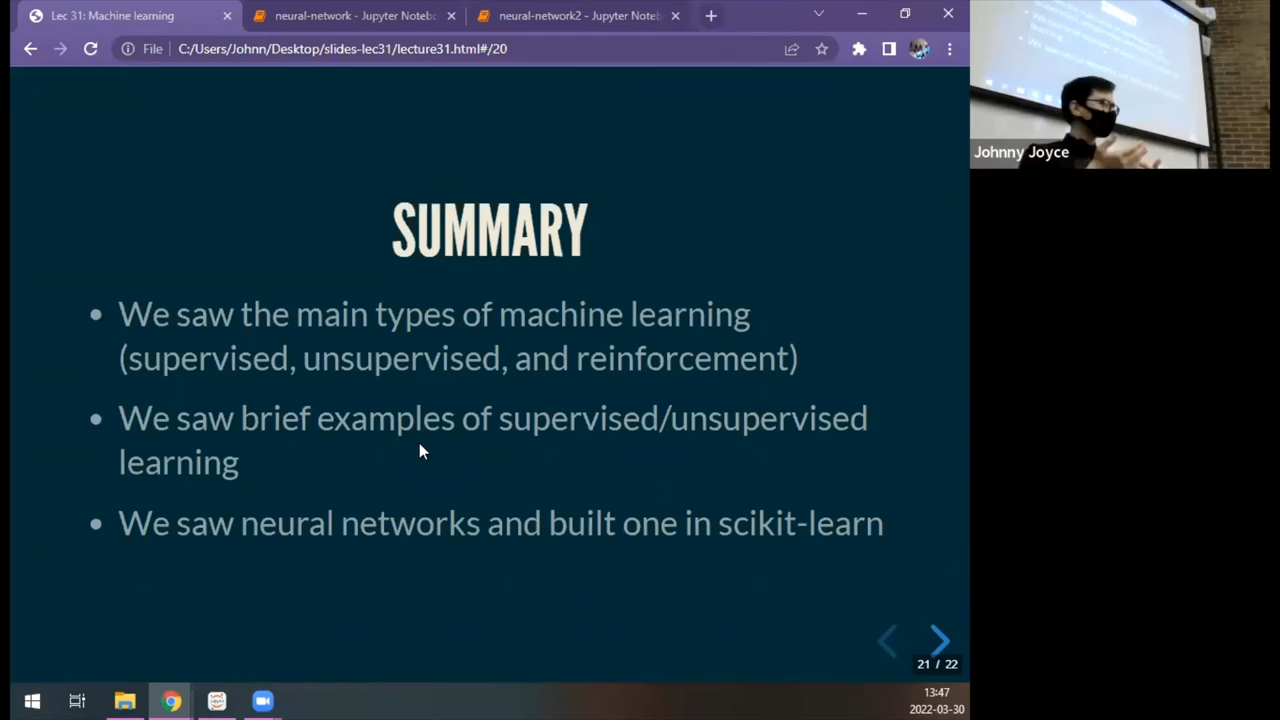 Lec 31: Machine learning
neural-network - Jupyter Notebo
neural-network2 - Jupyter Noteb
File
C:/Users/Johnn/Desktop/slides-lec31/lecture31.html#/20
SUMMARY
Johnny Joyce
SUMMARY
• We saw the main types of machine learning
(supervised, unsupervised, and reinforcement)
• We saw brief examples of supervised/unsupervised
learning
• We saw neural networks and built one in scikit-learn
21 / 22
13:47
2022-03-30